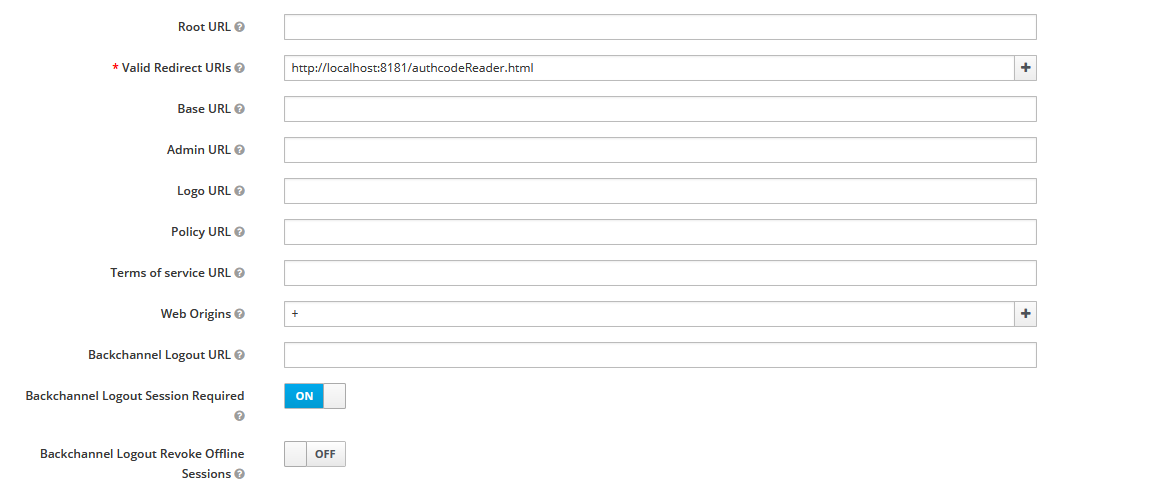 Root URL
* Valid Redirect URIs
http://localhost:8181/authcodeReader.html
Base URL
Admin URL
Logo URL
Policy URL
Terms of service URL
Web Origins
+
Backchannel Logout URL
Backchannel Logout Session Required
ON
Backchannel Logout Revoke Offline
Sessions
OFF